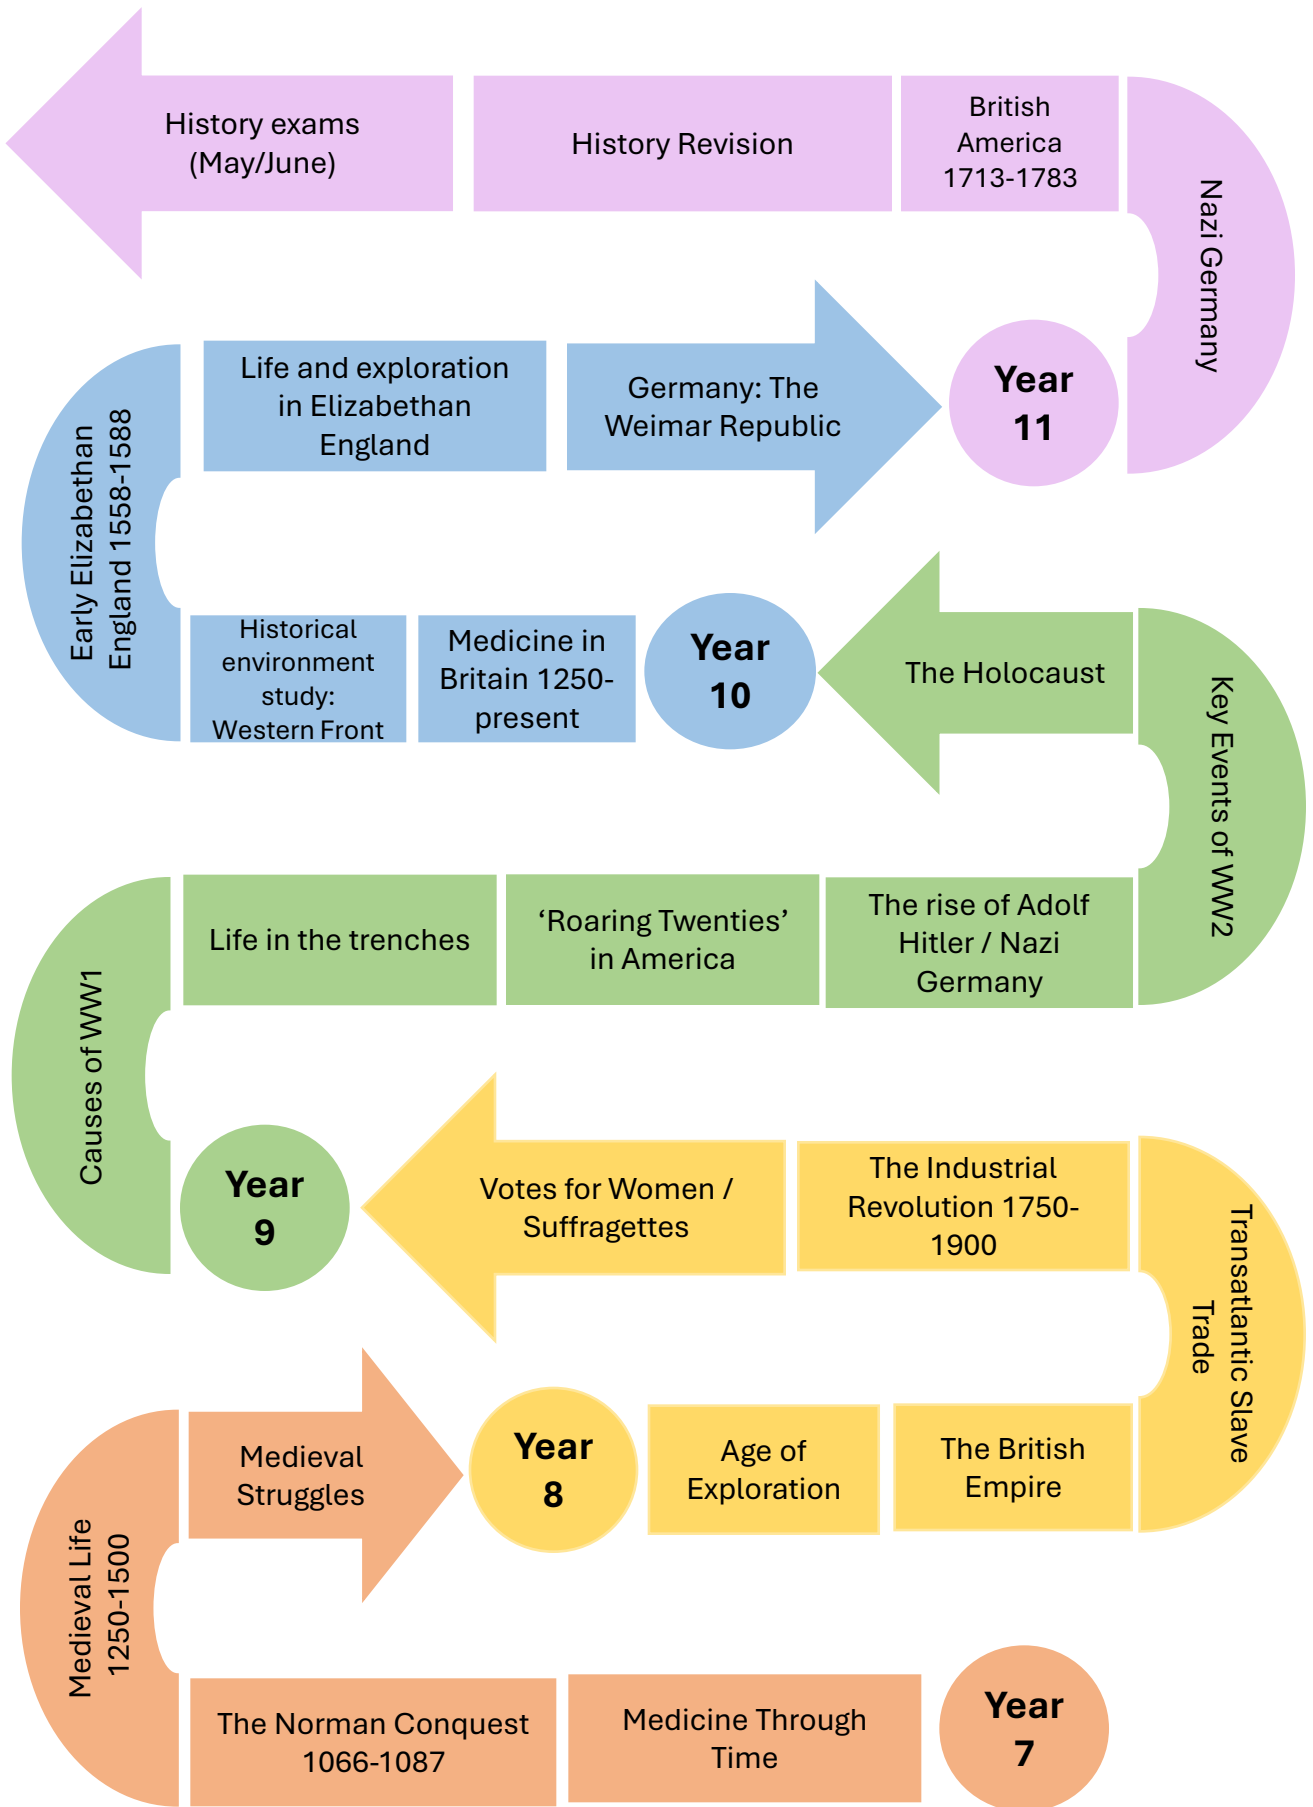 History exams
(May/June)
History Revision
British
America
1713-1783
Nazi Germany
Life and exploration
in Elizabethan
England
Germany: The
Weimar Republic
Year
11
Early Elizabethan
England 1558-1588
Historical
environment
study:
Western Front
Medicine in
Britain 1250-
present
Year
10
The Holocaust
Key Events of WW2
Causes of WW1
Life in the trenches
‘Roaring Twenties’
in America
The rise of Adolf
Hitler / Nazi
Germany
Year
9
Votes for Women /
Suffragettes
The Industrial
Revolution 1750-
1900
Transatlantic Slave
Trade
Medieval Life
1250-1500
Medieval
Struggles
Year
8
Age of
Exploration
The British
Empire
The Norman Conquest
1066-1087
Medicine Through
Time
Year
7